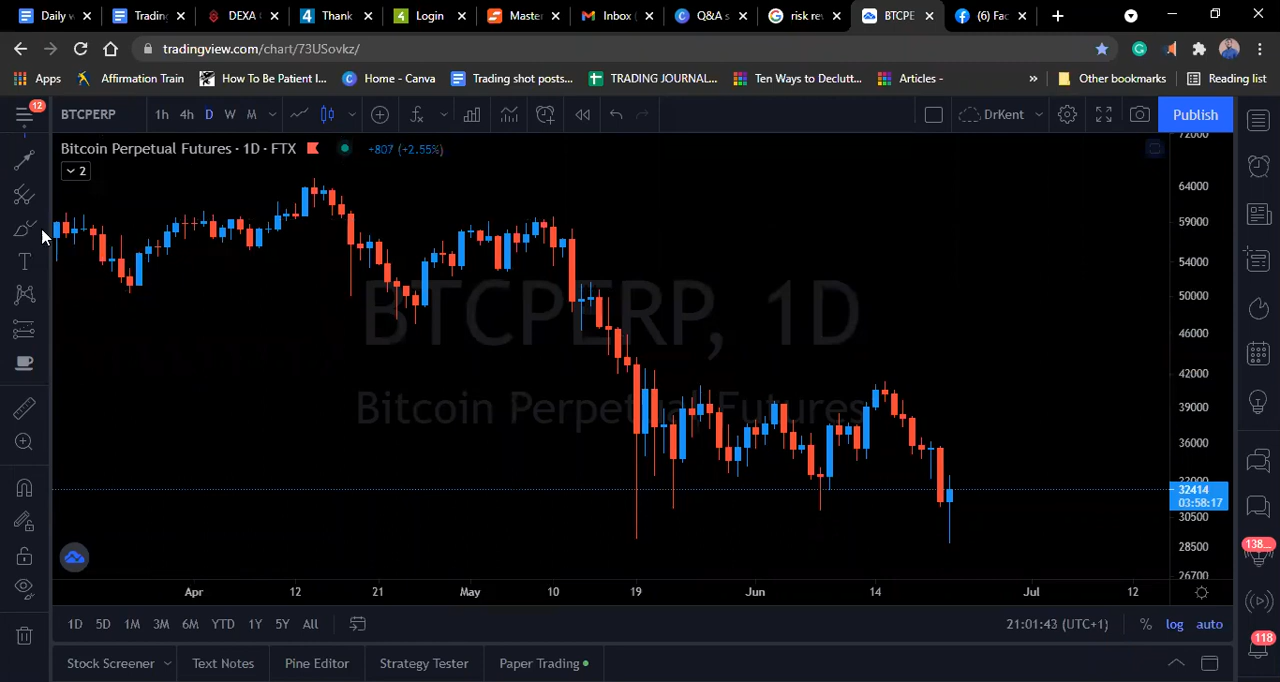 Daily w
Trading
DEXA
Thank
Login
Master
Inbox (
Q&A s
risk rev
BTCPE
(6) Fac
tradingview.com/chart/73USovkz/
Apps
Affirmation Train
How To Be Patient I...
Home - Canva
Trading shot posts...
TRADING JOURNAL...
Ten Ways to Declutt...
Articles -
»
Other bookmarks
Reading list
12
BTCPERP
1h 4h D W M
DrKent
Publish
Bitcoin Perpetual Futures · 1D · FTX
+807 (+2.55%)
2
BTCPERP, 1D
Bitcoin Perpetual Futures
72000
64000
59000
54000
50000
46000
42000
39000
36000
33000
32414
03:58:17
30500
28500
26700
Apr 12 21 May 10 19 Jun 14 Jul 12
1D 5D 1M 3M 6M YTD 1Y 5Y All
21:01:43 (UTC+1)
% log auto
Stock Screener
Text Notes
Pine Editor
Strategy Tester
Paper Trading
138...
118